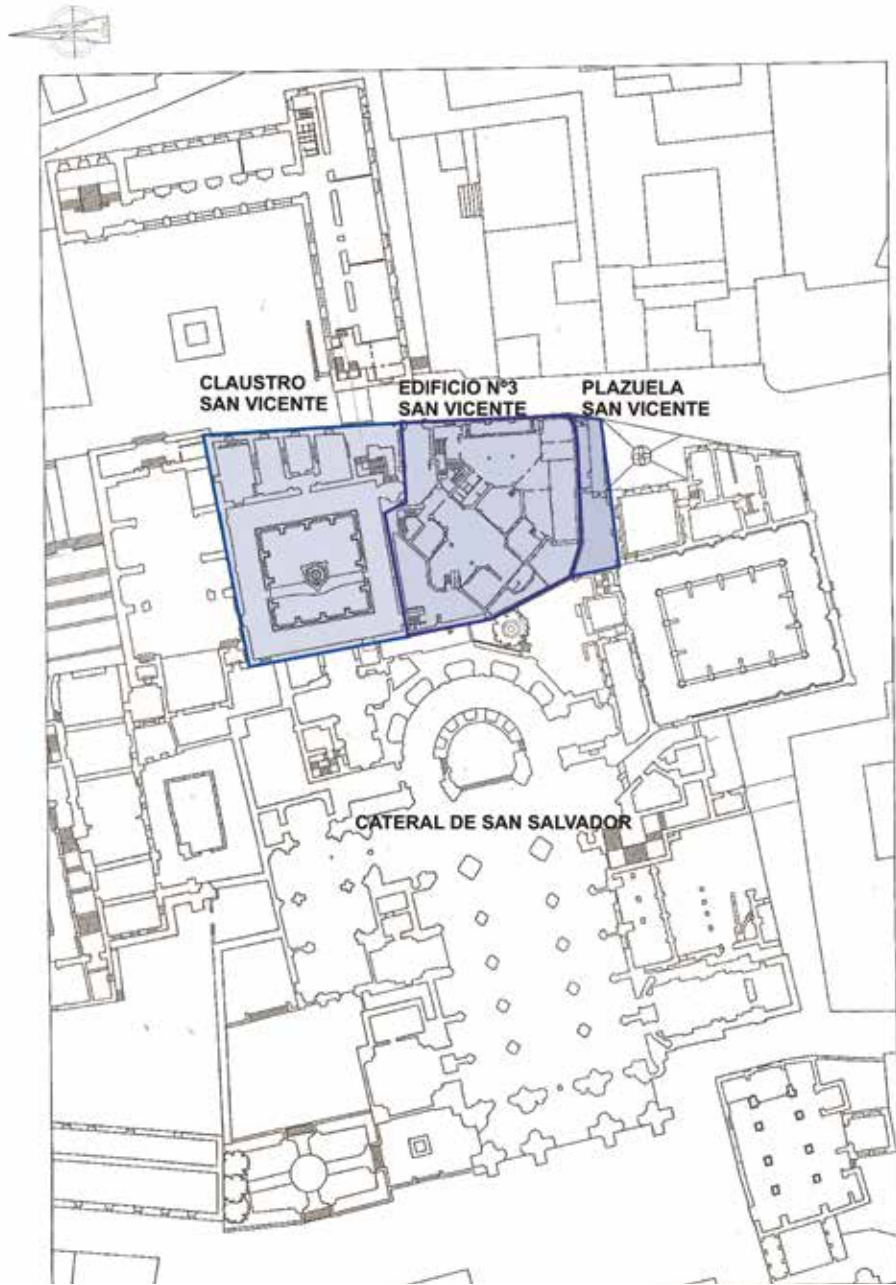 CLAUSTRO
SAN VICENTE
EDIFICIO Nº3
SAN VICENTE
PLAZUELA
SAN VICENTE
CATERAL DE SAN SALVADOR